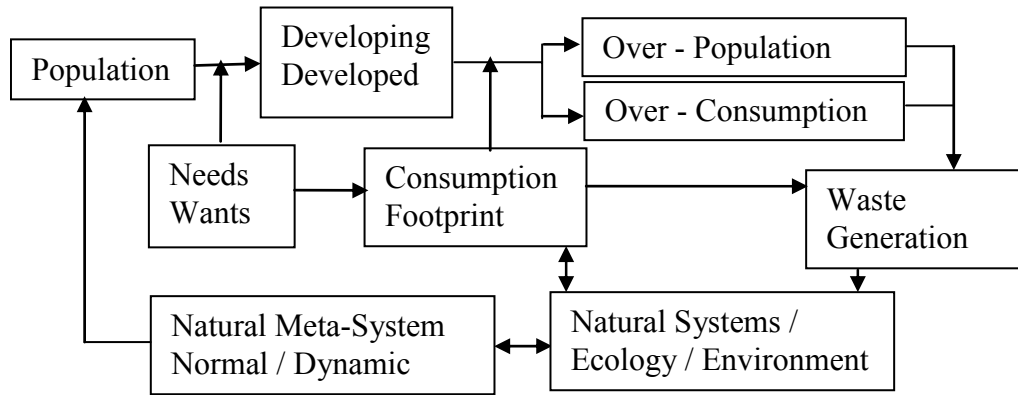 Population
Developing
Developed
Over - Population
Over - Consumption
Needs
Wants
Consumption
Footprint
Waste
Generation
Natural Meta-System
Normal / Dynamic
Natural Systems /
Ecology / Environment